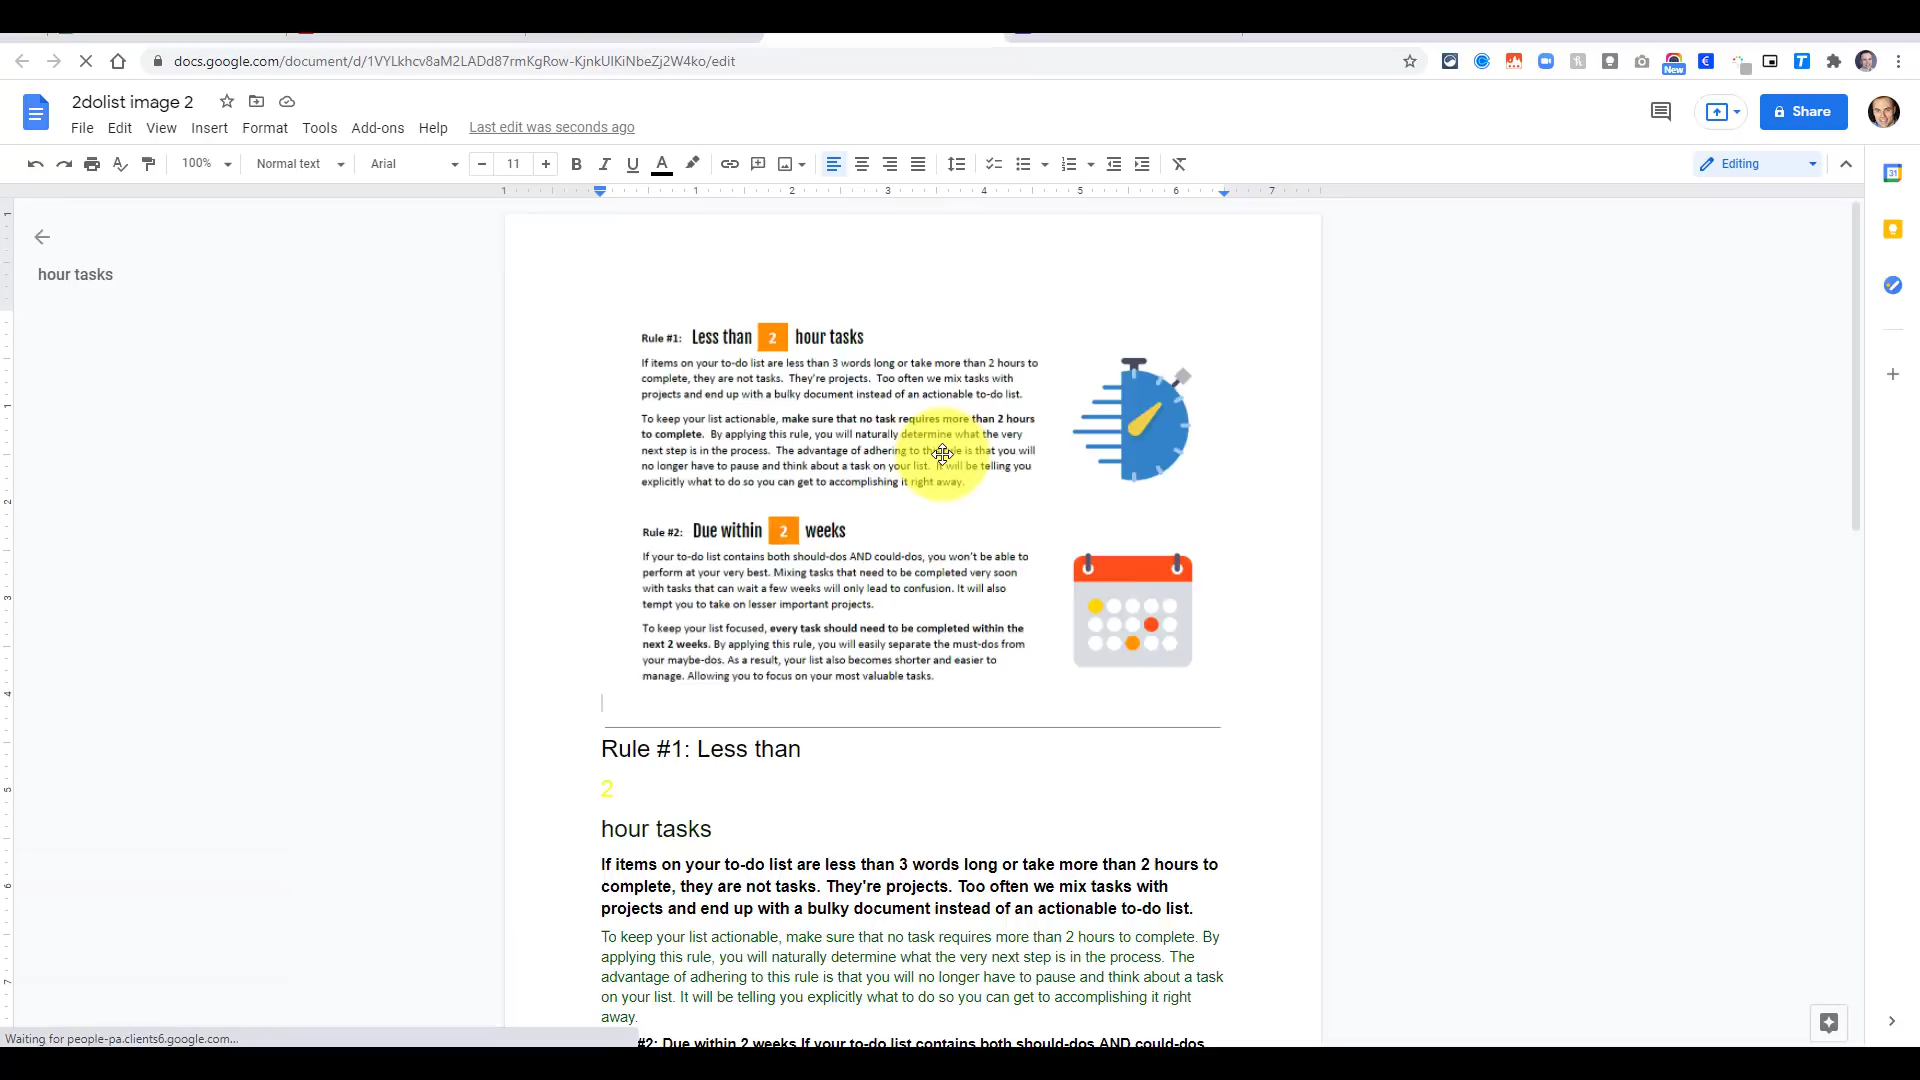 docs.google.com/document/d/1VYLkhcv8aM2LADd87rmKgRow-KjnkUIKiNbeZj2W4ko/edit
New
2dolist image 2
File Edit View Insert Format Tools Add-ons Help Last edit was seconds ago
Share
100% Normal text Arial 11 Editing
1 1 2 3 4 5 6 7
hour tasks
Rule #1: Less than 2 hour tasks
If items on your to-do list are less than 3 words long or take more than 2 hours to
complete, they are not tasks. They're projects. Too often we mix tasks with
projects and end up with a bulky document instead of an actionable to-do list.
To keep your list actionable, make sure that no task requires more than 2 hours
to complete. By applying this rule, you will naturally determine what the very
next step is in the process. The advantage of adhering to this rule is that you will
no longer have to pause and think about a task on your list. It will be telling you
explicitly what to do so you can get to accomplishing it right away.
Rule #2: Due within 2 weeks
If your to-do list contains both should-dos AND could-dos, you won't be able to
perform at your very best. Mixing tasks that need to be completed very soon
with tasks that can wait a few weeks will only lead to confusion. It will also
tempt you to take on lesser important projects.
To keep your list focused, every task should need to be completed within the
next 2 weeks. By applying this rule, you will easily separate the must-dos from
your maybe-dos. As a result, your list also becomes shorter and easier to
manage. Allowing you to focus on your most valuable tasks.
Rule #1: Less than
2
hour tasks
If items on your to-do list are less than 3 words long or take more than 2 hours to
complete, they are not tasks. They're projects. Too often we mix tasks with
projects and end up with a bulky document instead of an actionable to-do list.
To keep your list actionable, make sure that no task requires more than 2 hours to complete. By
applying this rule, you will naturally determine what the very next step is in the process. The
advantage of adhering to this rule is that you will no longer have to pause and think about a task
on your list. It will be telling you explicitly what to do so you can get to accomplishing it right
away.
#2: Due within 2 weeks If your to-do list contains both should-dos AND could-dos
Waiting for people-pa.clients6.google.com...